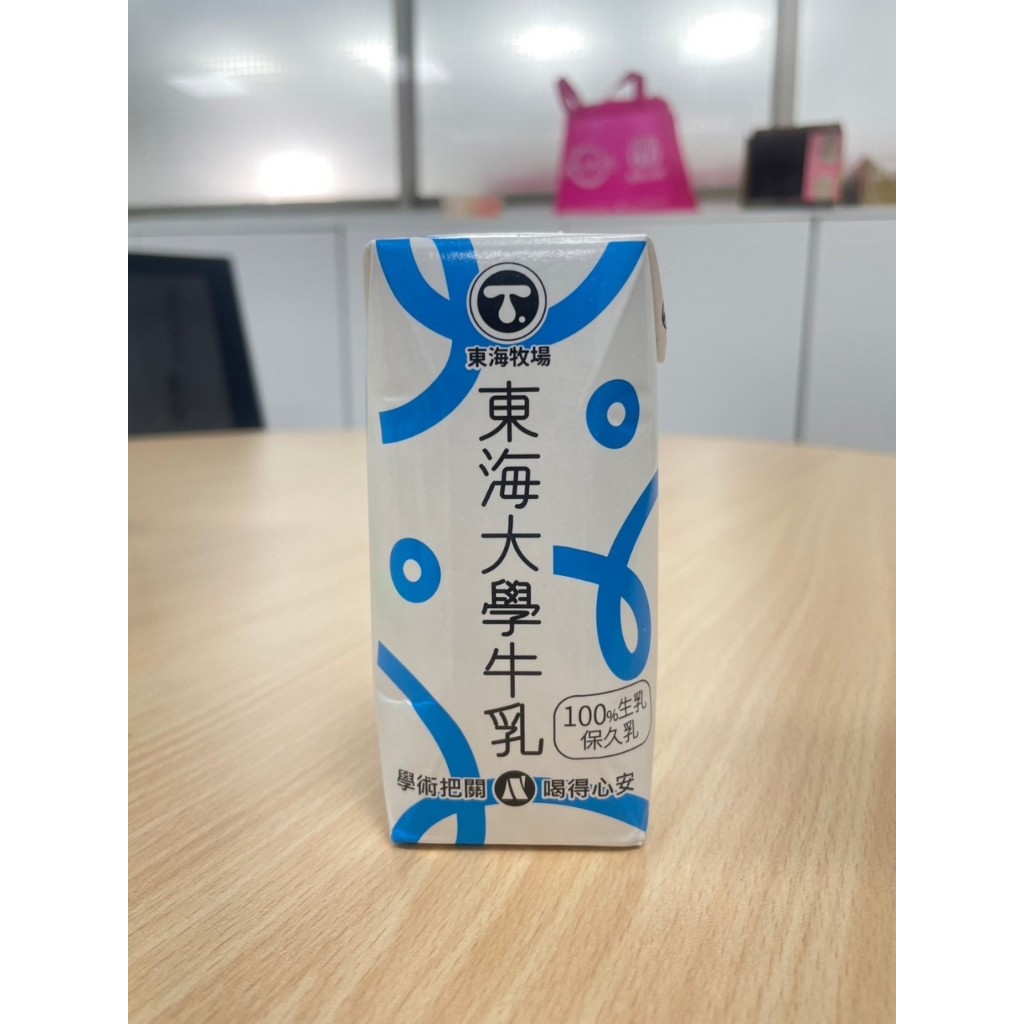 T.
東海牧場
東海大學牛乳
100%生乳
保久乳
學術把關 喝得心安